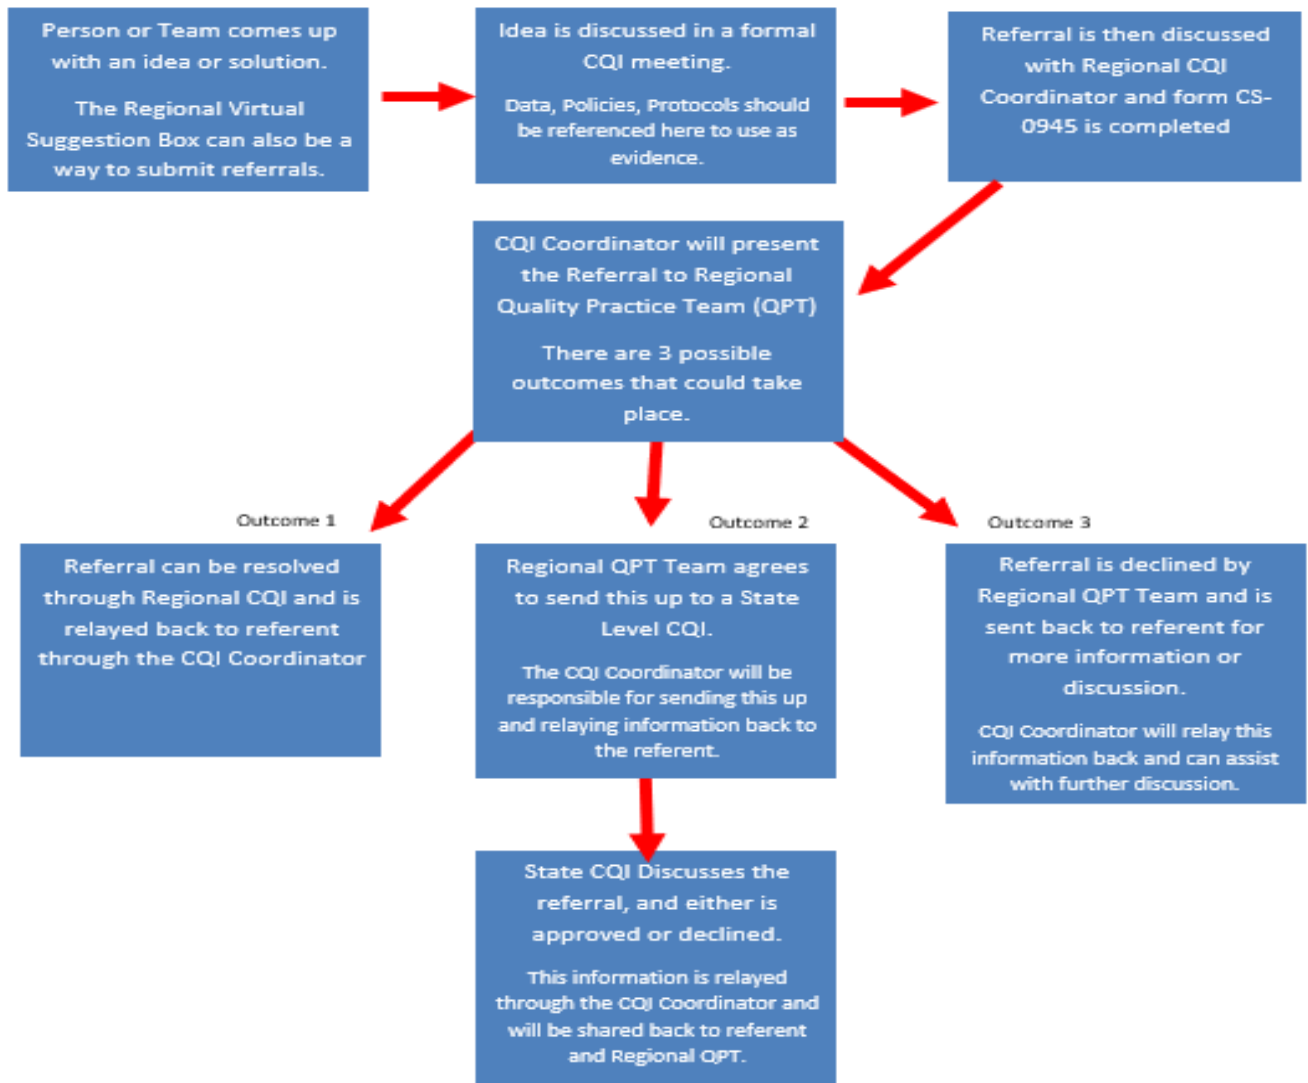 Person or Team comes up
with an idea or solution.
The Regional Virtual
Suggestion Box can also be a
way to submit referrals.
Idea is discussed in a formal
CQI meeting.
Data, Policies, Protocols should
be referenced here to use as
evidence.
Referral is then discussed
with Regional CQI
Coordinator and form CS-
0945 is completed
CQI Coordinator will present
the Referral to Regional
Quality Practice Team (QPT)
There are 3 possible
outcomes that could take
place.
Outcome 1
Referral can be resolved
through Regional CQI and is
relayed back to referent
through the CQI Coordinator
Outcome 2
Regional QPT Team agrees
to send this up to a State
Level CQI.
The CQI Coordinator will be
responsible for sending this up
and relaying information back to
the referent.
Outcome 3
Referral is declined by
Regional QPT Team and is
sent back to referent for
more information or
discussion.
CQI Coordinator will relay this
information back and can assist
with further discussion.
State CQI Discusses the
referral, and either is
approved or declined.
This information is relayed
through the CQI Coordinator and
will be shared back to referent
and Regional QPT.